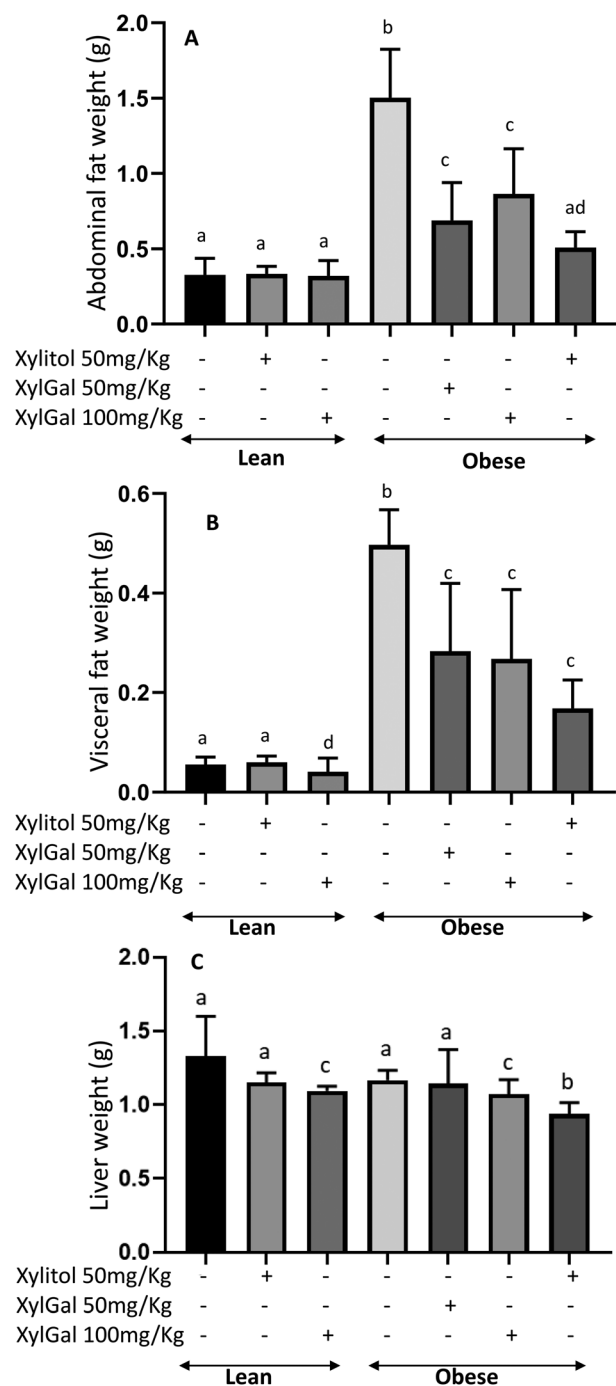 A
Abdominal fat weight (g)
2.0
1.5
1.0
0.5
0.0
a a a b c c ad
Xylitol 50mg/Kg - + - - - - +
XylGal 50mg/Kg - - - - + - -
XylGal 100mg/Kg - - + - - + -
Lean Obese
B
Visceral fat weight (g)
0.6
0.4
0.2
0.0
a a d b c c c
Xylitol 50mg/Kg - + - - - - +
XylGal 50mg/Kg - - - - + - -
XylGal 100mg/Kg - - + - - + -
Lean Obese
C
Liver weight (g)
2.0
1.5
1.0
0.5
0.0
a a c a a c b
Xylitol 50mg/Kg - + - - - - +
XylGal 50mg/Kg - - - - + - -
XylGal 100mg/Kg - - + - - + -
Lean Obese